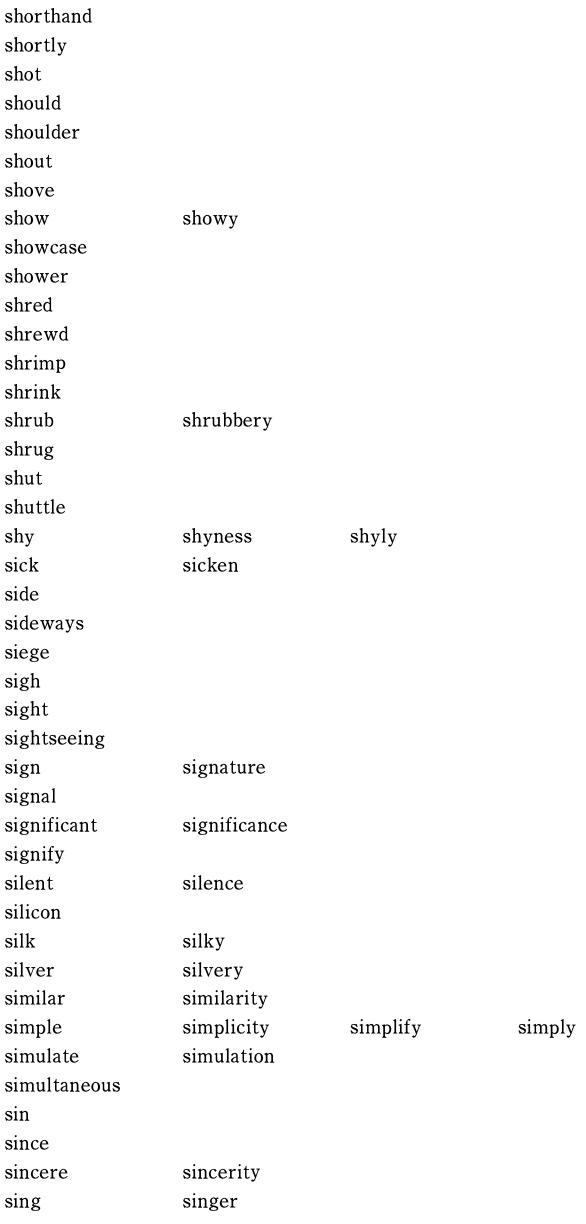 shorthand
shortly
shot
should
shoulder
shout
shove
show showy
showcase
shower
shred
shrewd
shrimp
shrink
shrub shrubbery
shrug
shut
shuttle
shy shyness shyly
sick sicken
side
sideways
siege
sigh
sight
sightseeing
sign signature
signal
significant significance
signify
silent silence
silicon
silk silky
silver silvery
similar similarity
simple simplicity simplify simply
simulate simulation
simultaneous
sin
since
sincere sincerity
sing singer